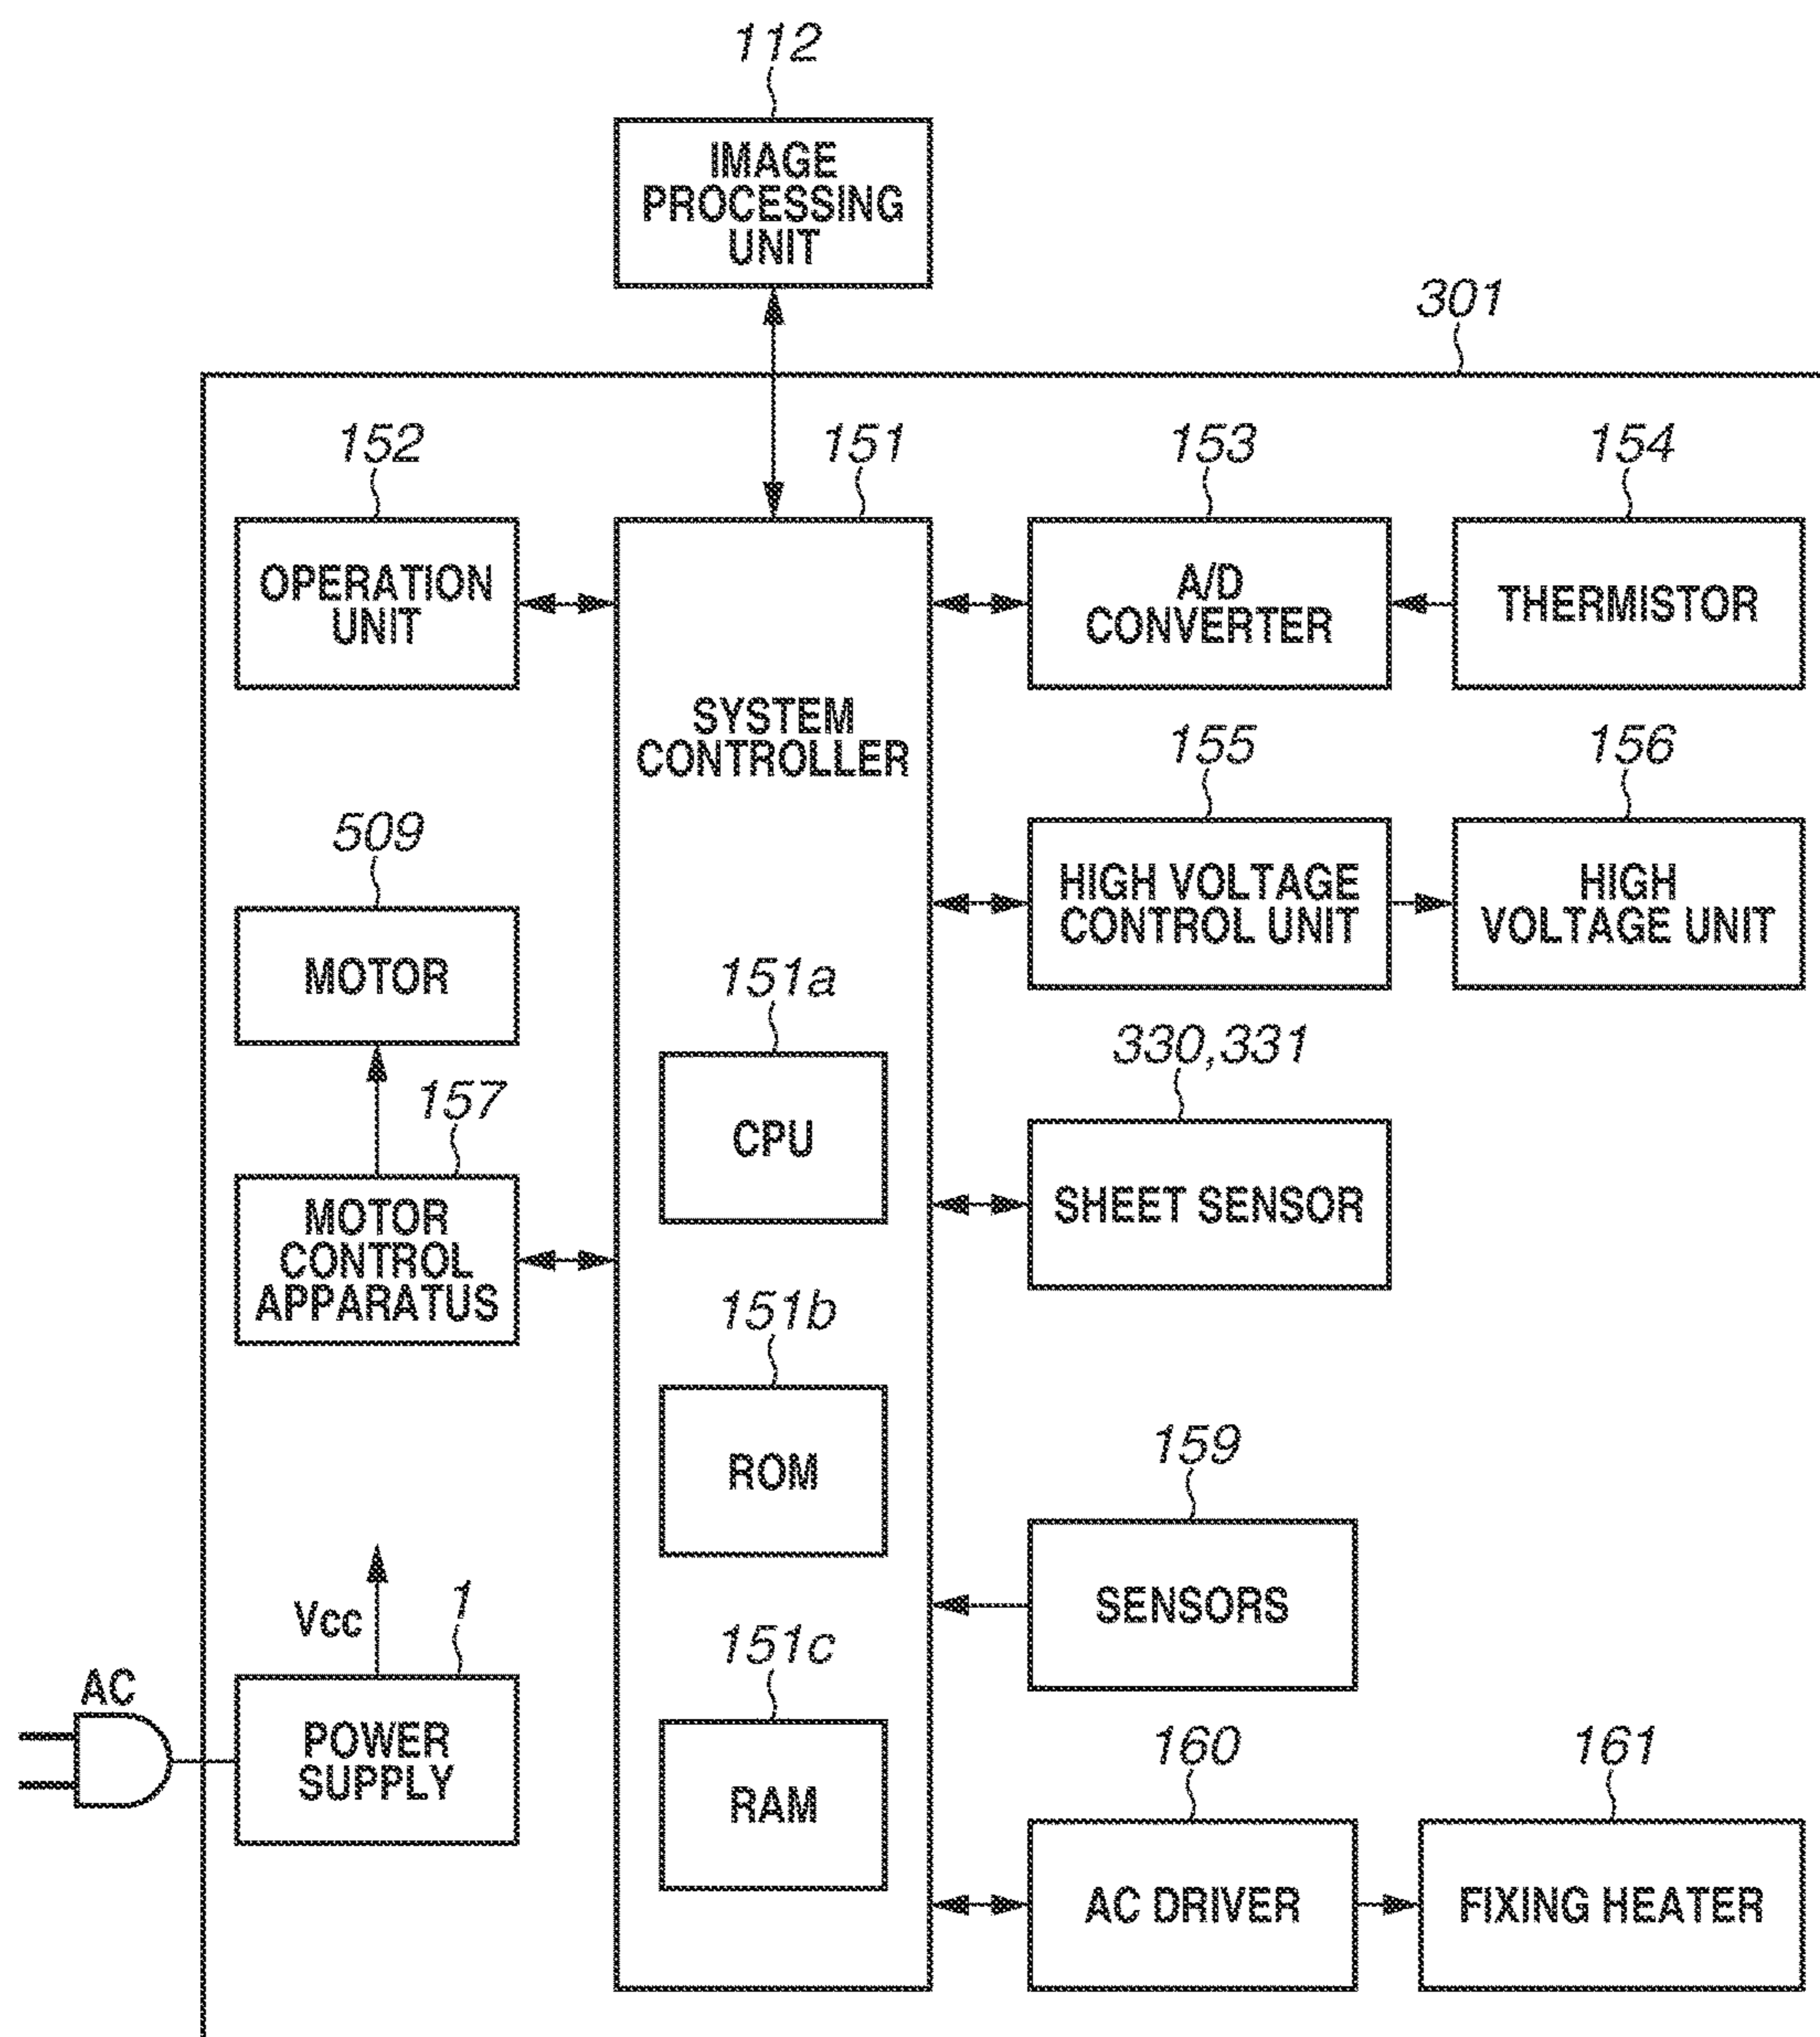 112
IMAGE
PROCESSING
UNIT
301
152
151
153
154
OPERATION
UNIT
A/D
CONVERTER
THERMISTOR
SYSTEM
CONTROLLER
155
156
509
HIGH VOLTAGE
CONTROL UNIT
HIGH
VOLTAGE UNIT
MOTOR
151a
330,331
157
CPU
SHEET SENSOR
MOTOR
CONTROL
APPARATUS
151b
159
ROM
Vcc
1
SENSORS
151c
AC
POWER
SUPPLY
160
161
RAM
AC DRIVER
FIXING HEATER